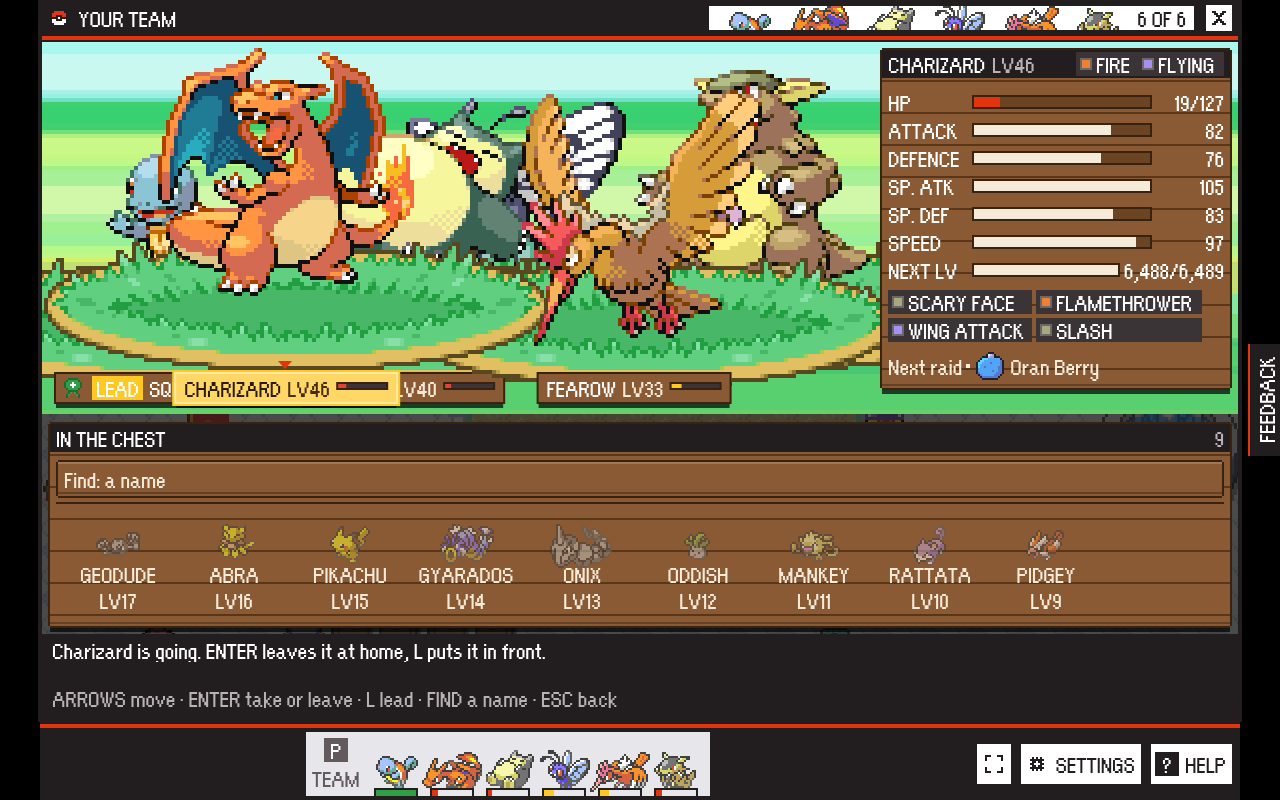 YOUR TEAM
6 OF 6
X
CHARIZARD LV46 FIRE FLYING
HP 19/127
ATTACK 82
DEFENCE 76
SP. ATK 105
SP. DEF 83
SPEED 97
NEXT LV 6,488/6,489
SCARY FACE FLAMETHROWER
WING ATTACK SLASH
Next raid · Oran Berry
LEAD SQ CHARIZARD LV46 LV40 FEAROW LV33
FEEDBACK
IN THE CHEST 9
Find: a name
GEODUDE ABRA PIKACHU GYARADOS ONIX ODDISH MANKEY RATTATA PIDGEY
LV17 LV16 LV15 LV14 LV13 LV12 LV11 LV10 LV9
Charizard is going. ENTER leaves it at home, L puts it in front.
ARROWS move · ENTER take or leave · L lead · FIND a name · ESC back
P
TEAM
SETTINGS
? HELP